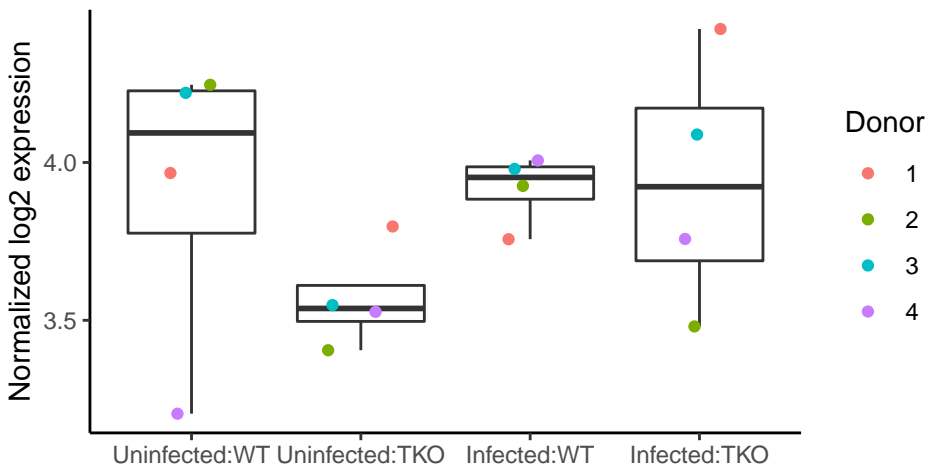 Normalized log2 expression
4.0
3.5
Uninfected:WT
Uninfected:TKO
Infected:WT
Infected:TKO
Donor
1
2
3
4